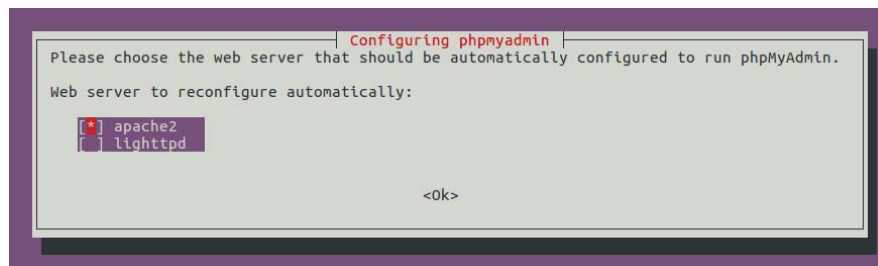 Configuring phpmyadmin
Please choose the web server that should be automatically configured to run phpMyAdmin.
Web server to reconfigure automatically:
[*] apache2
[ ] lighttpd
<Ok>